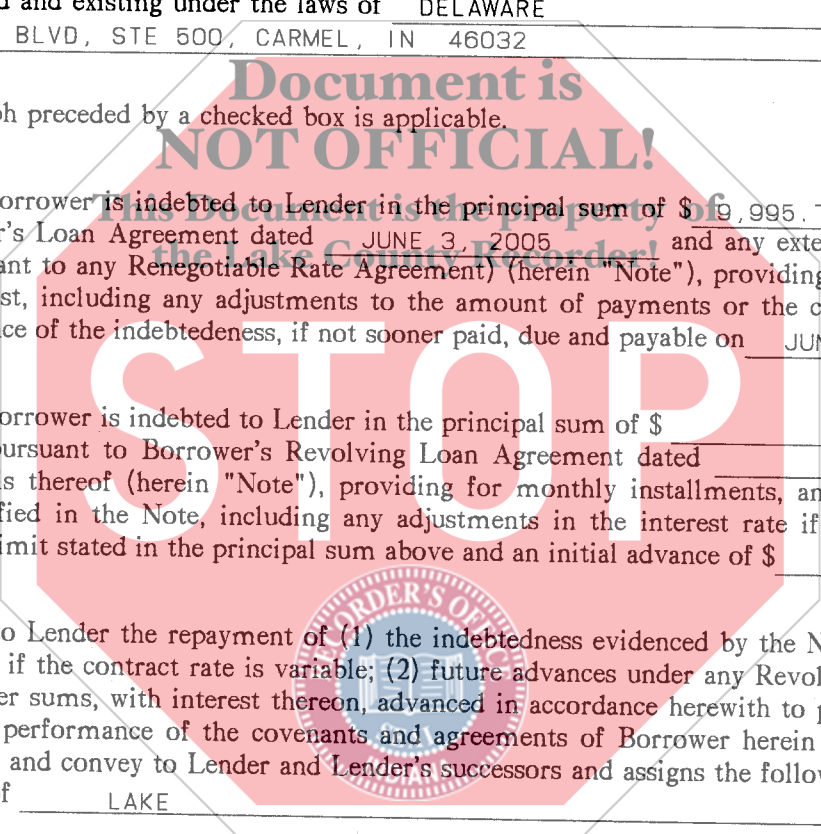 d and existing under the laws of DELAWARE
BLVD, STE 500, CARMEL, IN 46032
Document is
h preceded by a checked box is applicable.
NOT OFFICIAL!
orrower is indebted to Lender in the principal sum of $ 9,995.
This Document is the property of
r's Loan Agreement dated JUNE 3, 2005 and any exte
the Lake County Recorder!
ant to any Renegotiable Rate Agreement) (herein "Note"), providing
st, including any adjustments to the amount of payments or the c
ce of the indebtedeness, if not sooner paid, due and payable on JUN
STOP
orrower is indebted to Lender in the principal sum of $
ursuant to Borrower's Revolving Loan Agreement dated
s thereof (herein "Note"), providing for monthly installments, an
fied in the Note, including any adjustments in the interest rate if
imit stated in the principal sum above and an initial advance of $
o Lender the repayment of (1) the indebtedness evidenced by the N
if the contract rate is variable; (2) future advances under any Revol
er sums, with interest thereon, advanced in accordance herewith to p
performance of the covenants and agreements of Borrower herein
and convey to Lender and Lender's successors and assigns the follow
f LAKE